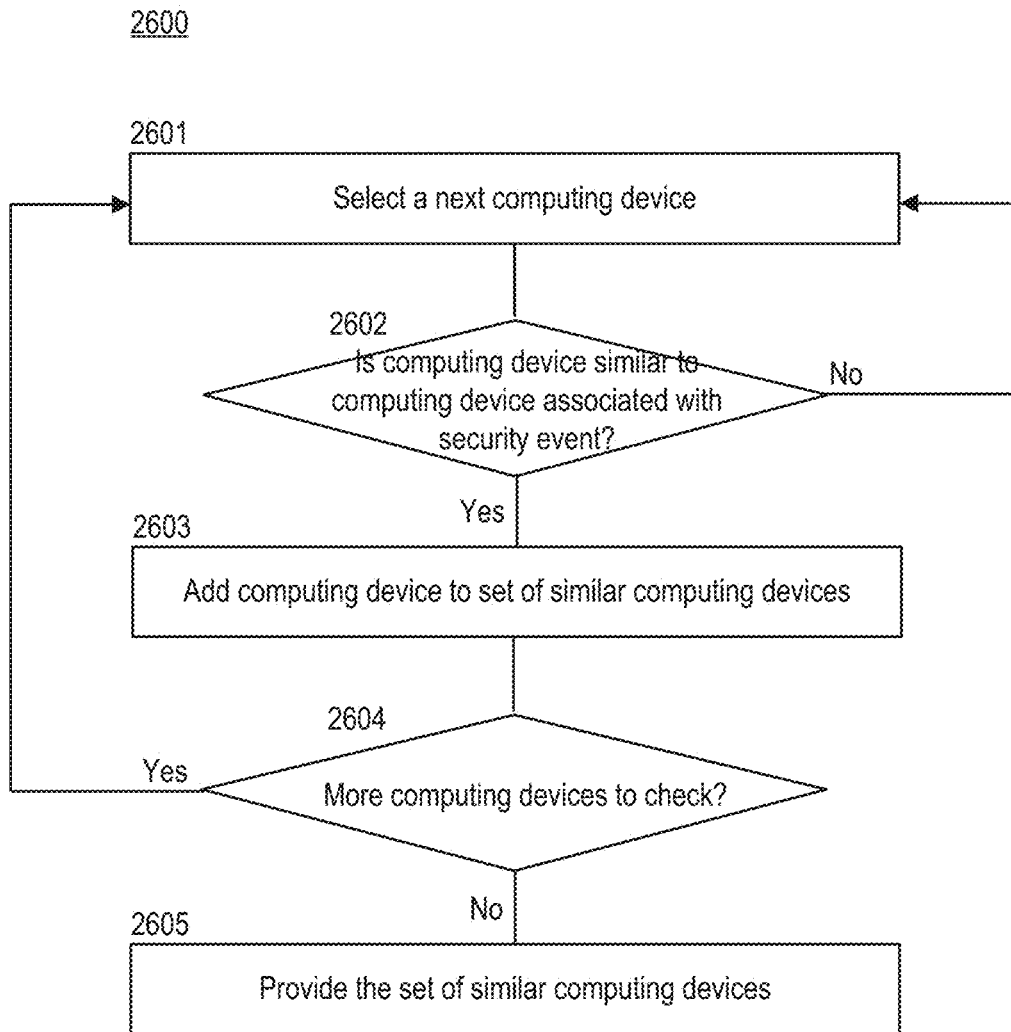 2600
2601
Select a next computing device
2602
Is computing device similar to
computing device associated with
security event?
No
Yes
2603
Add computing device to set of similar computing devices
2604
Yes
More computing devices to check?
No
2605
Provide the set of similar computing devices